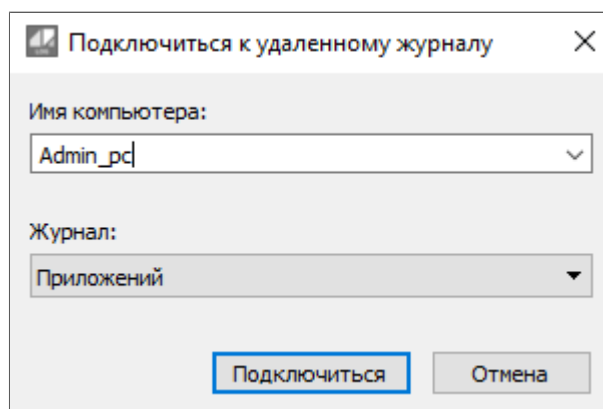 Подключиться к удаленному журналу
Имя компьютера:
Admin_pc
Журнал:
Приложений
Подключиться
Отмена